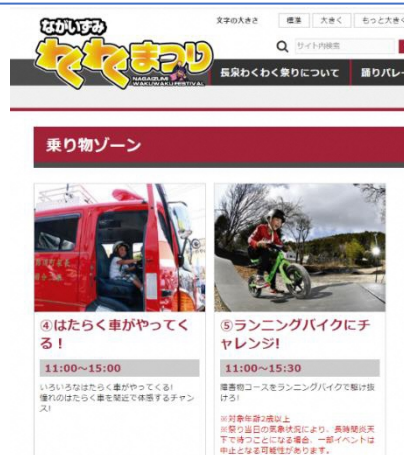 文字の大きさ 標準 大きく もっと大きく
ながいずみ
わくわくまつり
NAGAIZUMI
WAKUWAKU FESTIVAL
サイト内検索
長泉わくわく祭りについて 踊りパレー
乗り物ゾーン
④はたらく車がやってく
る!
11:00～15:00
いろいろなはたらく車がやってくる!
憧れのはたらく車を間近で体感するチャン
ス!
⑤ランニングバイクにチ
ャレンジ!
11:00～15:30
障害物コースをランニングバイクで駆け抜
けろ!
※対象年齢2歳以上
※祭り当日の気象状況により、長時間炎天
下で待つことになる場合、一部イベントは
中止となる可能性があります。